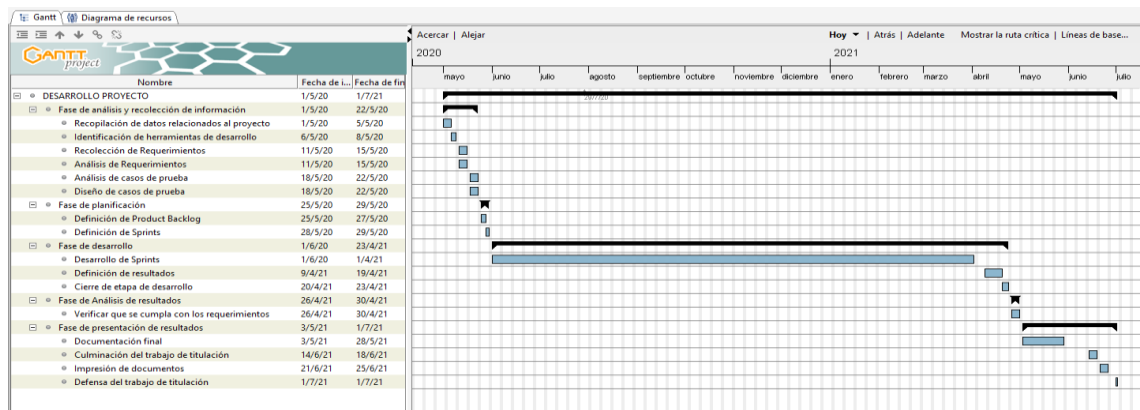 Gantt Diagrama de recursos
Acercar | Alejar Hoy | Atrás | Adelante Mostrar la ruta crítica | Líneas de base...
GANTT project
2020 2021
Nombre Fecha de i... Fecha de fin
mayo junio julio agosto septiembre octubre noviembre diciembre enero febrero marzo abril mayo junio julio
DESARROLLO PROYECTO 1/5/20 1/7/21
Fase de análisis y recolección de información 1/5/20 22/5/20
Recopilación de datos relacionados al proyecto 1/5/20 5/5/20
Identificación de herramientas de desarrollo 6/5/20 8/5/20
Recolección de Requerimientos 11/5/20 15/5/20
Análisis de Requerimientos 11/5/20 15/5/20
Análisis de casos de prueba 18/5/20 22/5/20
Diseño de casos de prueba 18/5/20 22/5/20
Fase de planificación 25/5/20 29/5/20
Definición de Product Backlog 25/5/20 27/5/20
Definición de Sprints 28/5/20 29/5/20
Fase de desarrollo 1/6/20 23/4/21
Desarrollo de Sprints 1/6/20 1/4/21
Definición de resultados 9/4/21 19/4/21
Cierre de etapa de desarrollo 20/4/21 23/4/21
Fase de Análisis de resultados 26/4/21 30/4/21
Verificar que se cumpla con los requerimientos 26/4/21 30/4/21
Fase de presentación de resultados 3/5/21 1/7/21
Documentación final 3/5/21 28/5/21
Culminación del trabajo de titulación 14/6/21 18/6/21
Impresión de documentos 21/6/21 25/6/21
Defensa del trabajo de titulación 1/7/21 1/7/21